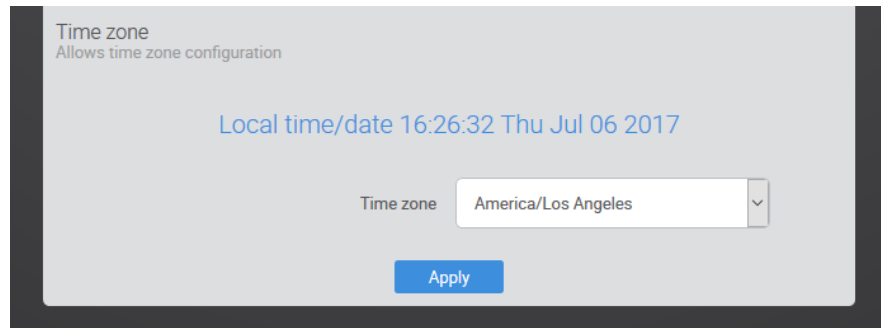 Time zone
Allows time zone configuration
Local time/date 16:26:32 Thu Jul 06 2017
Time zone America/Los Angeles
Apply